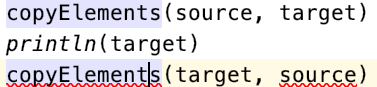 copyElements(source, target)
println(target)
copyElements(target, source)